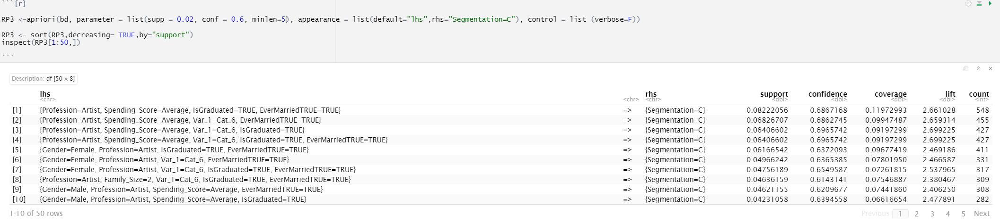 ```{r}
RP3 <-apriori(bd, parameter = list(supp = 0.02, conf = 0.6, minlen=5), appearance = list(default="lhs",rhs="Segmentation=C"), control = list (verbose=F))
RP3 <- sort(RP3,decreasing= TRUE,by="support")
inspect(RP3[1:50,])
```
Description: df [50 × 8]
lhs rhs support confidence coverage lift count
<chr> <chr> <chr> <dbl> <dbl> <dbl> <dbl> <int>
[1] {Profession=Artist, Spending_Score=Average, IsGraduated=TRUE, EverMarriedTRUE=TRUE} => {Segmentation=C} 0.08222056 0.6867168 0.11972993 2.661028 548
[2] {Profession=Artist, Spending_Score=Average, Var_1=Cat_6, EverMarriedTRUE=TRUE} => {Segmentation=C} 0.06826707 0.6862745 0.09947487 2.659314 455
[3] {Profession=Artist, Spending_Score=Average, Var_1=Cat_6, IsGraduated=TRUE} => {Segmentation=C} 0.06406602 0.6965742 0.09197299 2.699225 427
[4] {Profession=Artist, Spending_Score=Average, Var_1=Cat_6, IsGraduated=TRUE, EverMarriedTRUE=TRUE} => {Segmentation=C} 0.06406602 0.6965742 0.09197299 2.699225 427
[5] {Gender=Female, Profession=Artist, IsGraduated=TRUE, EverMarriedTRUE=TRUE} => {Segmentation=C} 0.06166542 0.6372093 0.09677419 2.469186 411
[6] {Gender=Female, Profession=Artist, Var_1=Cat_6, EverMarriedTRUE=TRUE} => {Segmentation=C} 0.04966242 0.6365385 0.07801950 2.466587 331
[7] {Gender=Female, Profession=Artist, Var_1=Cat_6, IsGraduated=TRUE, EverMarriedTRUE=TRUE} => {Segmentation=C} 0.04756189 0.6549587 0.07261815 2.537965 317
[8] {Profession=Artist, Family_Size=2, Var_1=Cat_6, IsGraduated=TRUE, EverMarriedTRUE=TRUE} => {Segmentation=C} 0.04636159 0.6143141 0.07546887 2.380467 309
[9] {Gender=Male, Profession=Artist, Spending_Score=Average, EverMarriedTRUE=TRUE} => {Segmentation=C} 0.04621155 0.6209677 0.07441860 2.406250 308
[10] {Gender=Male, Profession=Artist, Spending_Score=Average, IsGraduated=TRUE} => {Segmentation=C} 0.04231058 0.6394558 0.06616654 2.477891 282
1-10 of 50 rows Previous 1 2 3 4 5 Next